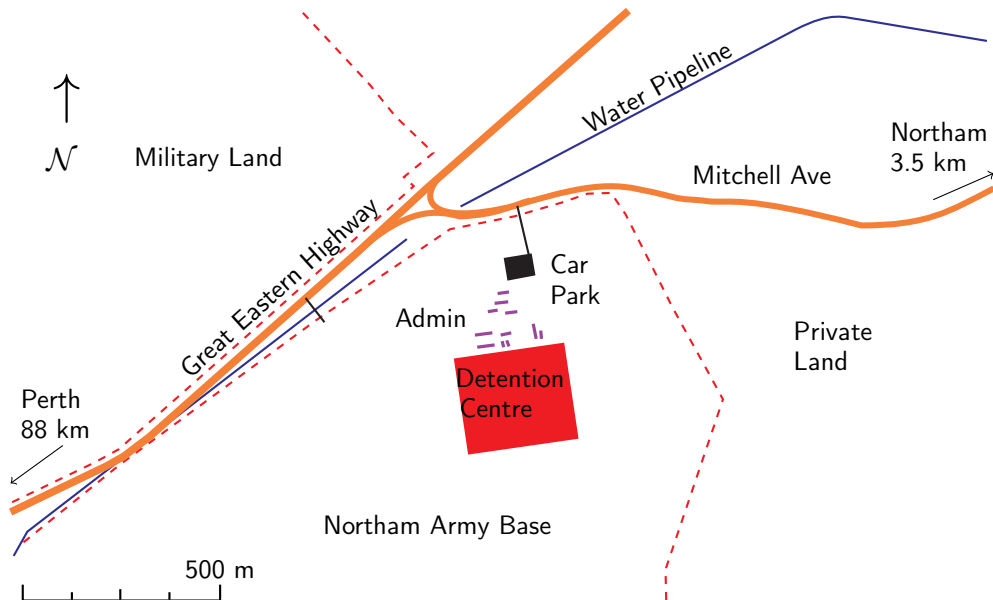 Water Pipeline
Northam
3.5 km
N
Military Land
Mitchell Ave
Great Eastern Highway
Car
Park
Admin
Private
Land
Detention
Centre
Perth
88 km
Northam Army Base
500 m